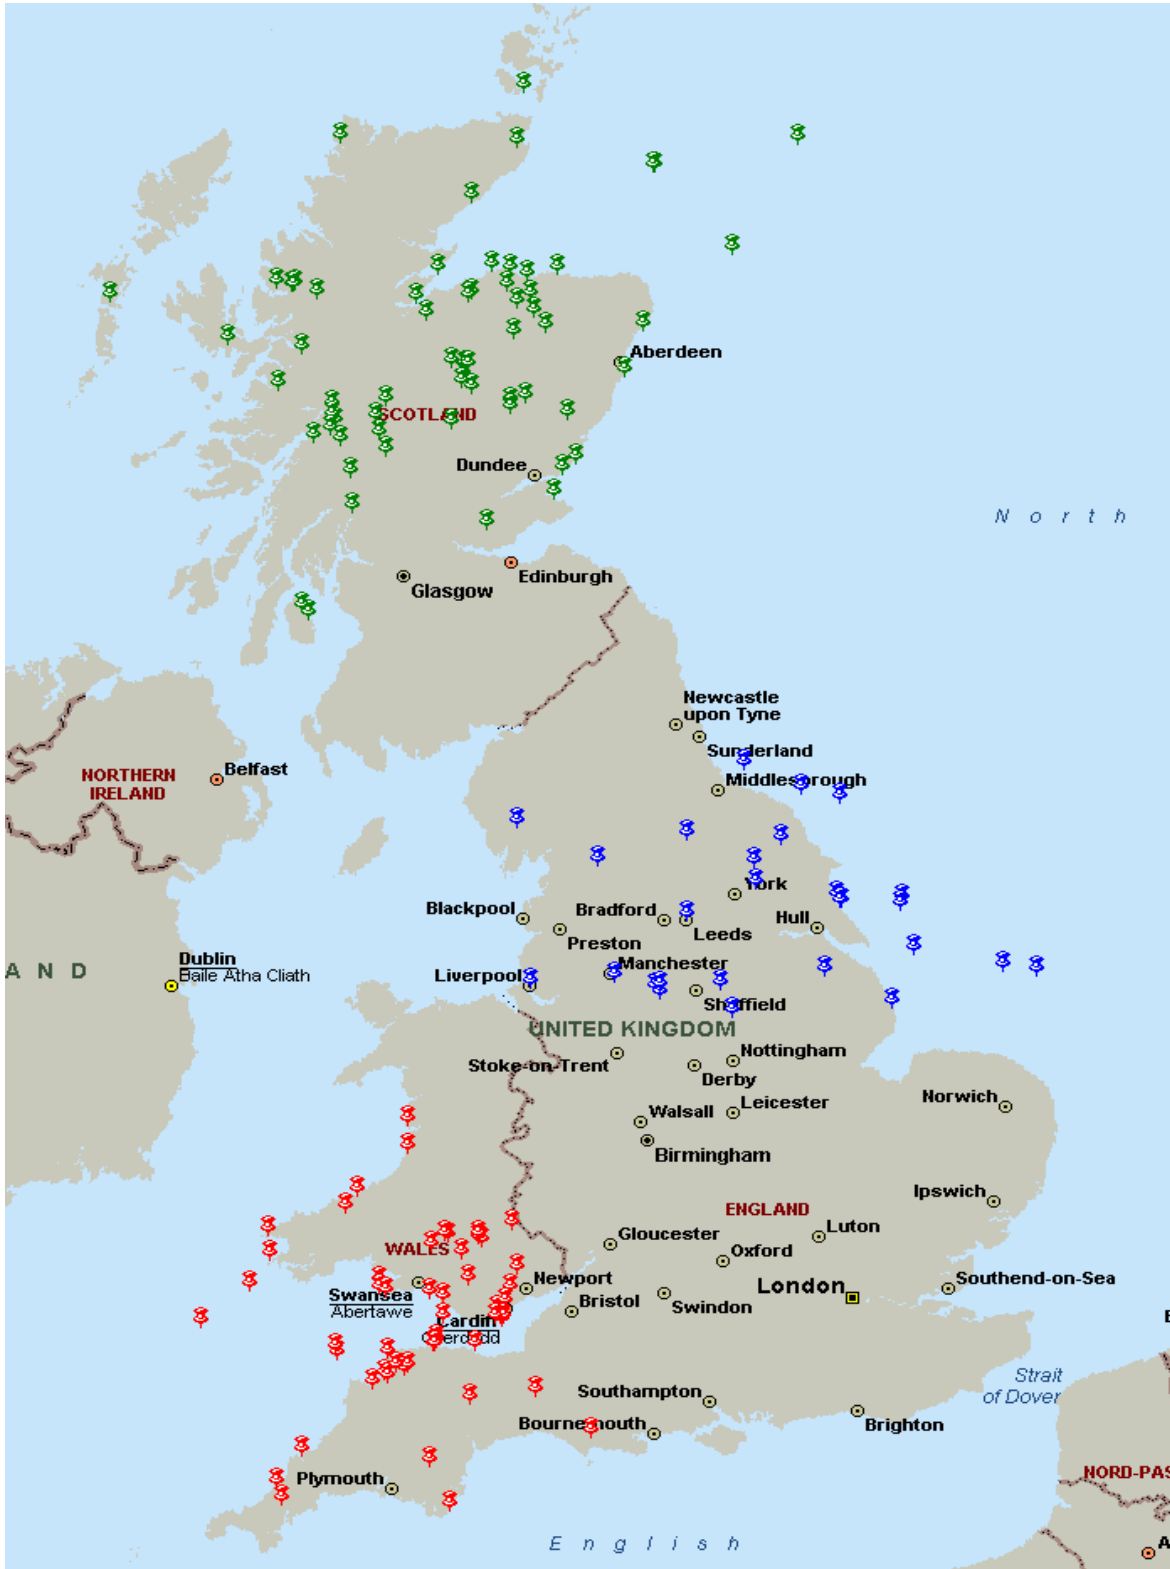 Aberdeen
SCOTLAND
Dundee
North
Edinburgh
Glasgow
Newcastle
upon Tyne
Sunderland
NORTHERN
IRELAND
Belfast
Middlesbrough
York
Blackpool
Bradford
Hull
Leeds
Preston
AND
Dublin
Baile Atha Cliath
Manchester
Liverpool
Sheffield
UNITED KINGDOM
Stoke-on-Trent
Nottingham
Derby
Norwich
Leicester
Walsall
Birmingham
Ipswich
ENGLAND
Luton
Gloucester
WALES
Oxford
London
Southend-on-Sea
Newport
Swansea
Abertawe
Swindon
Bristol
Cardiff
Caerdydd
Strait
of Dover
Southampton
Bournemouth
Brighton
Plymouth
NORD-PAS
English
A